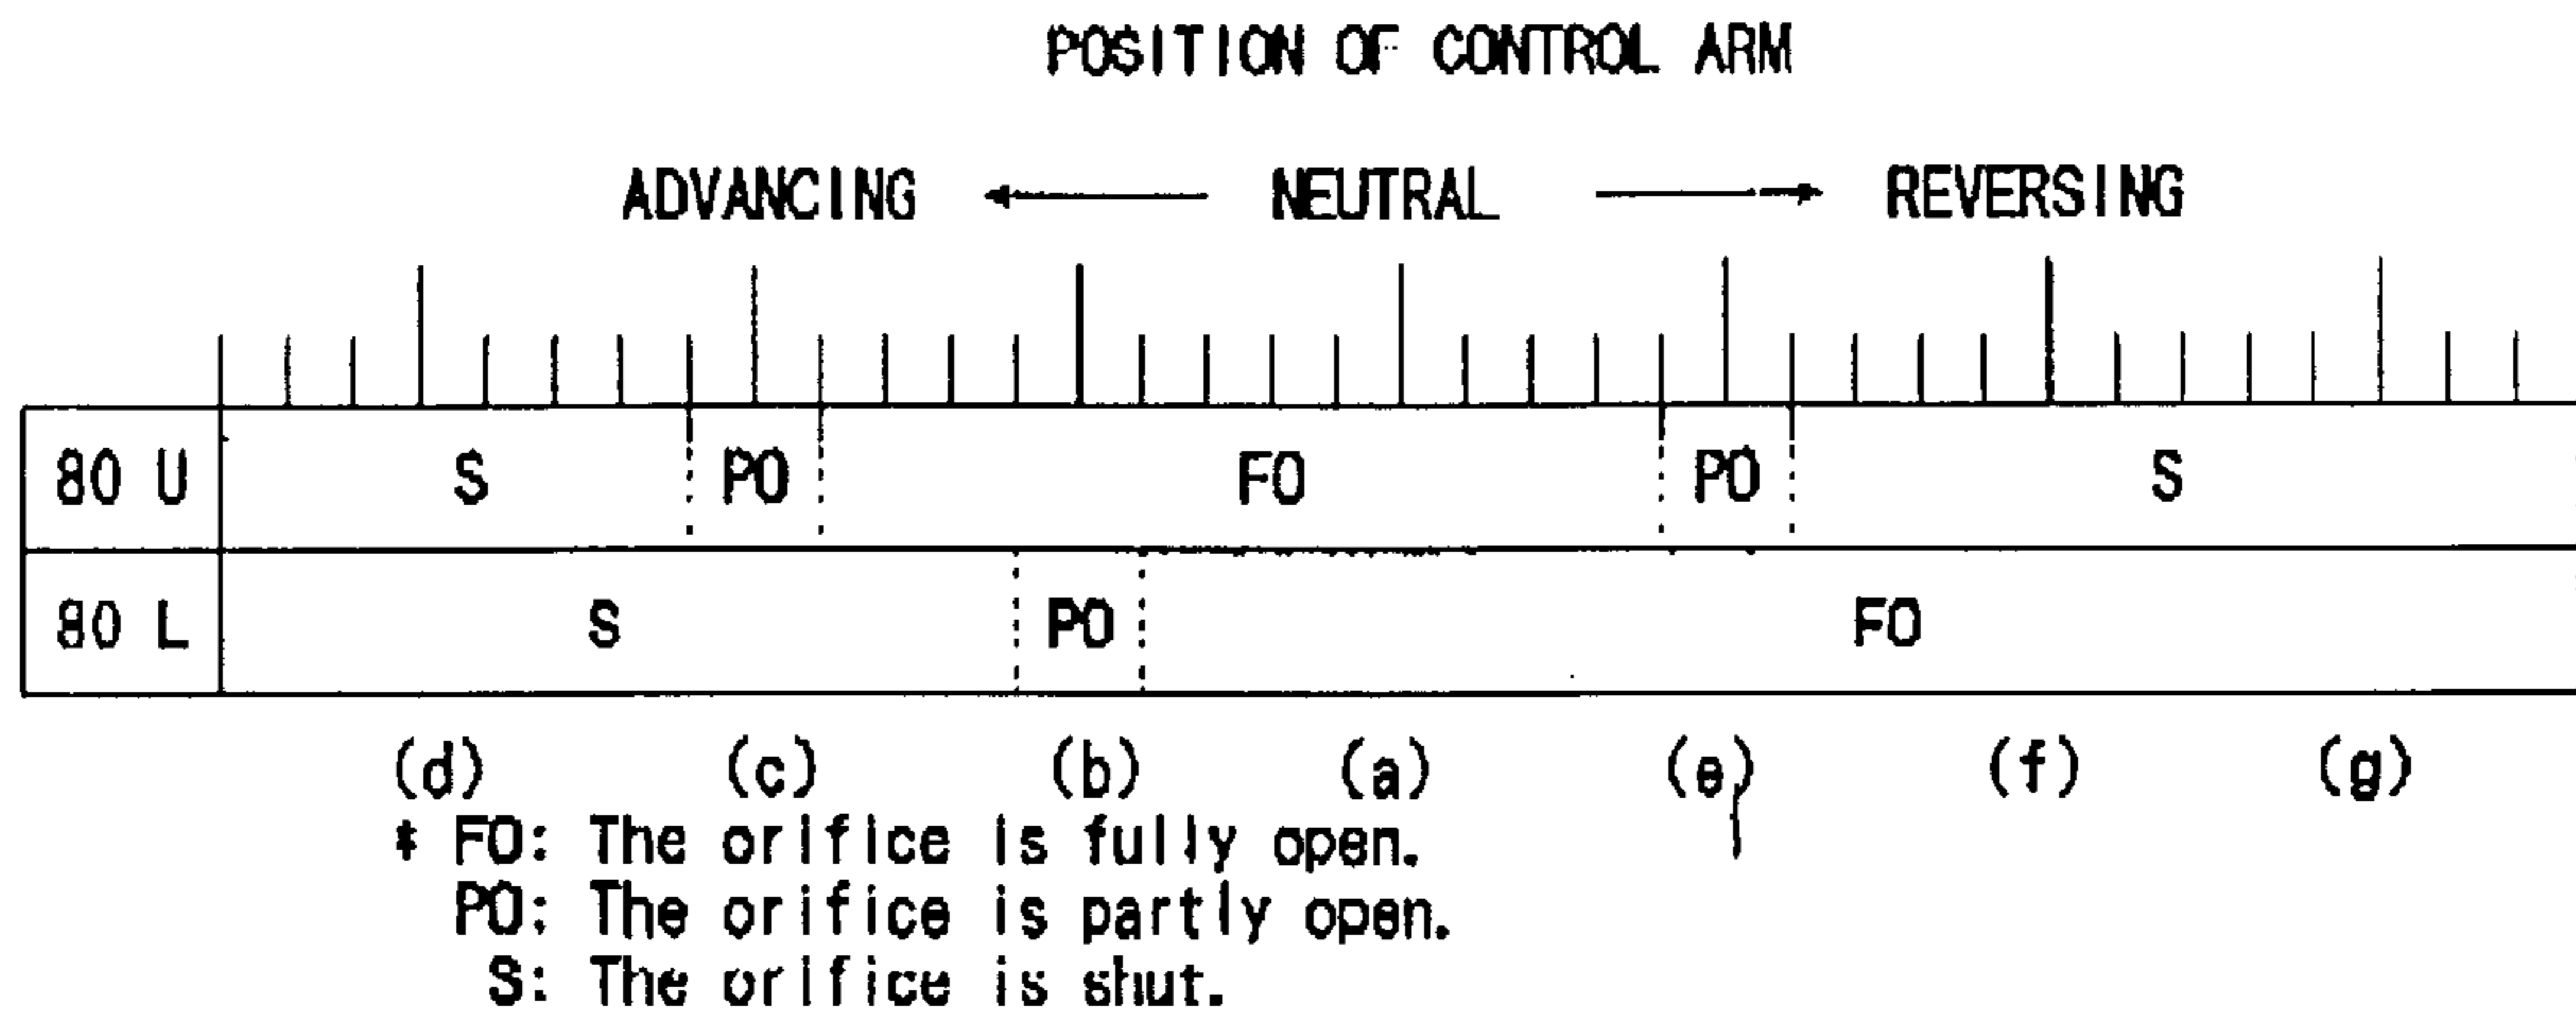 POSITION OF CONTROL ARM
ADVANCING NEUTRAL REVERSING
80 U S PO FO PO S
80 L S PO FO
(d) (c) (b) (a) (e) (f) (g)
* FO: The orifice is fully open.
PO: The orifice is partly open.
S: The orifice is shut.